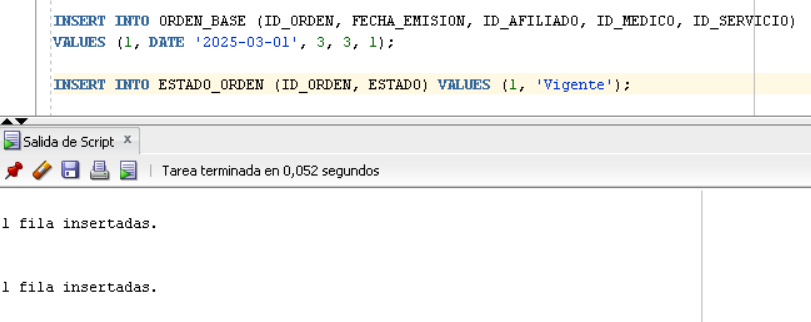 INSERT INTO ORDEN_BASE (ID_ORDEN, FECHA_EMISION, ID_AFILIADO, ID_MEDICO, ID_SERVICIO)
VALUES (1, DATE '2025-03-01', 3, 3, 1);
INSERT INTO ESTADO_ORDEN (ID_ORDEN, ESTADO) VALUES (1, 'Vigente');
Salida de Script x
Tarea terminada en 0,052 segundos
1 fila insertadas.
1 fila insertadas.